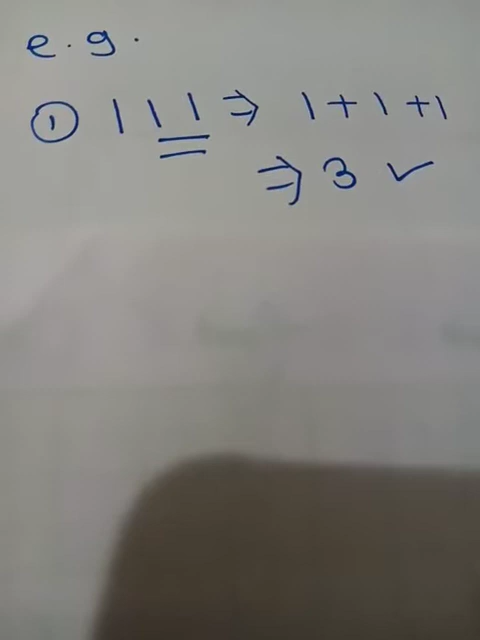 e.g.
① 111 ⇒ 1+1+1
⇒ 3 ✓